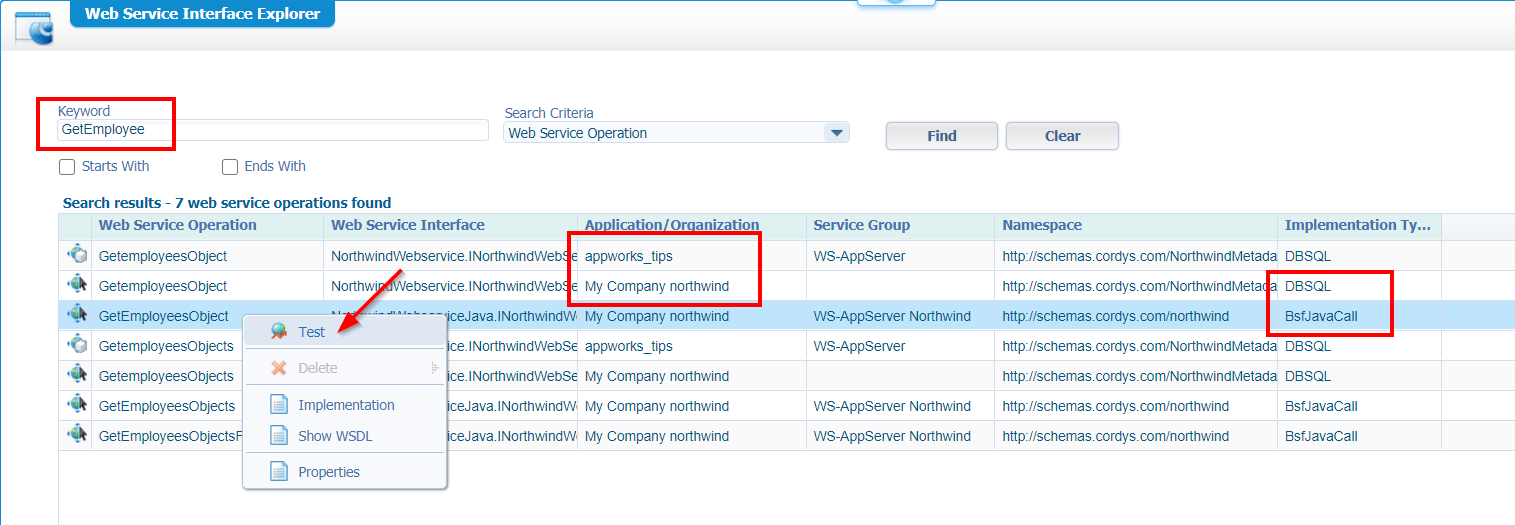 Web Service Interface Explorer
Keyword
Search Criteria
GetEmployee
Web Service Operation
Find
Clear
Starts With
Ends With
Search results - 7 web service operations found
Web Service Operation Web Service Interface Application/Organization Service Group Namespace Implementation Ty...
GetemployeesObject NorthwindWebservice.INorthwindWebSe appworks_tips WS-AppServer http://schemas.cordys.com/NorthwindMetada DBSQL
GetemployeesObject NorthwindWebservice.INorthwindWebSe My Company northwind http://schemas.cordys.com/NorthwindMetada DBSQL
GetEmployeesObject NorthwindWebserviceJava.INorthwindW My Company northwind WS-AppServer Northwind http://schemas.cordys.com/northwind BsfJavaCall
Test
GetemployeesObjects ice.INorthwindWebSe appworks_tips WS-AppServer http://schemas.cordys.com/NorthwindMetada DBSQL
Delete
GetemployeesObjects ice.INorthwindWebSe My Company northwind http://schemas.cordys.com/NorthwindMetada DBSQL
Implementation
GetEmployeesObjects iceJava.INorthwindW My Company northwind WS-AppServer Northwind http://schemas.cordys.com/northwind BsfJavaCall
Show WSDL
GetEmployeesObjectsF iceJava.INorthwindW My Company northwind WS-AppServer Northwind http://schemas.cordys.com/northwind BsfJavaCall
Properties